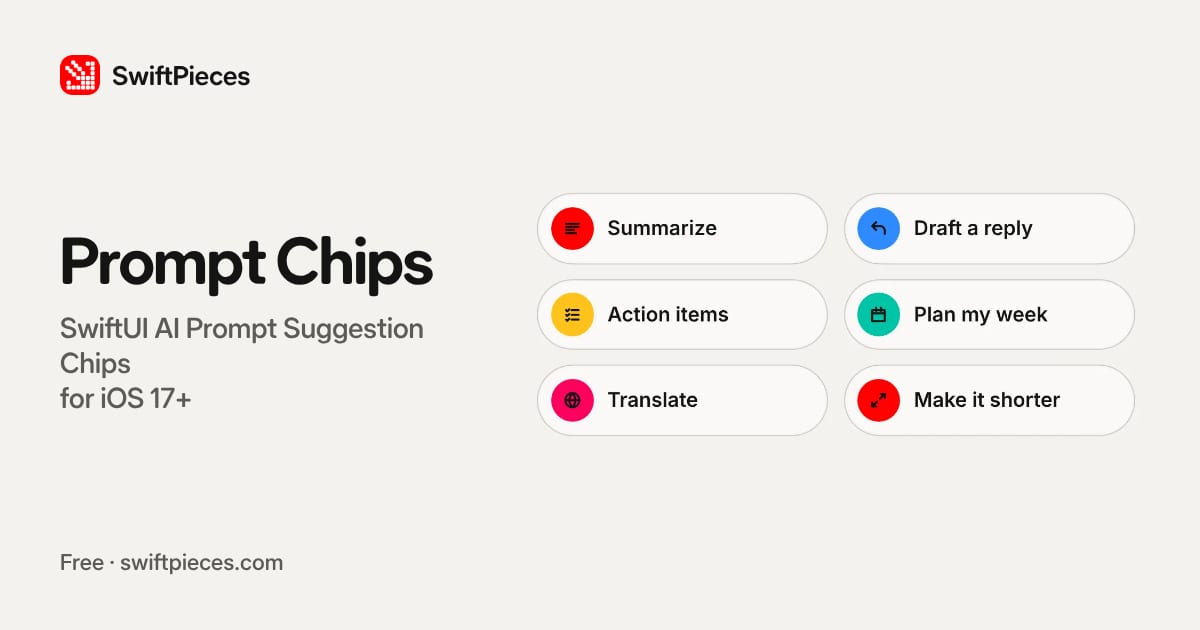 SwiftPieces
Prompt Chips
SwiftUI AI Prompt Suggestion
Chips
for iOS 17+
Summarize
Draft a reply
Action items
Plan my week
Translate
Make it shorter
Free · swiftpieces.com